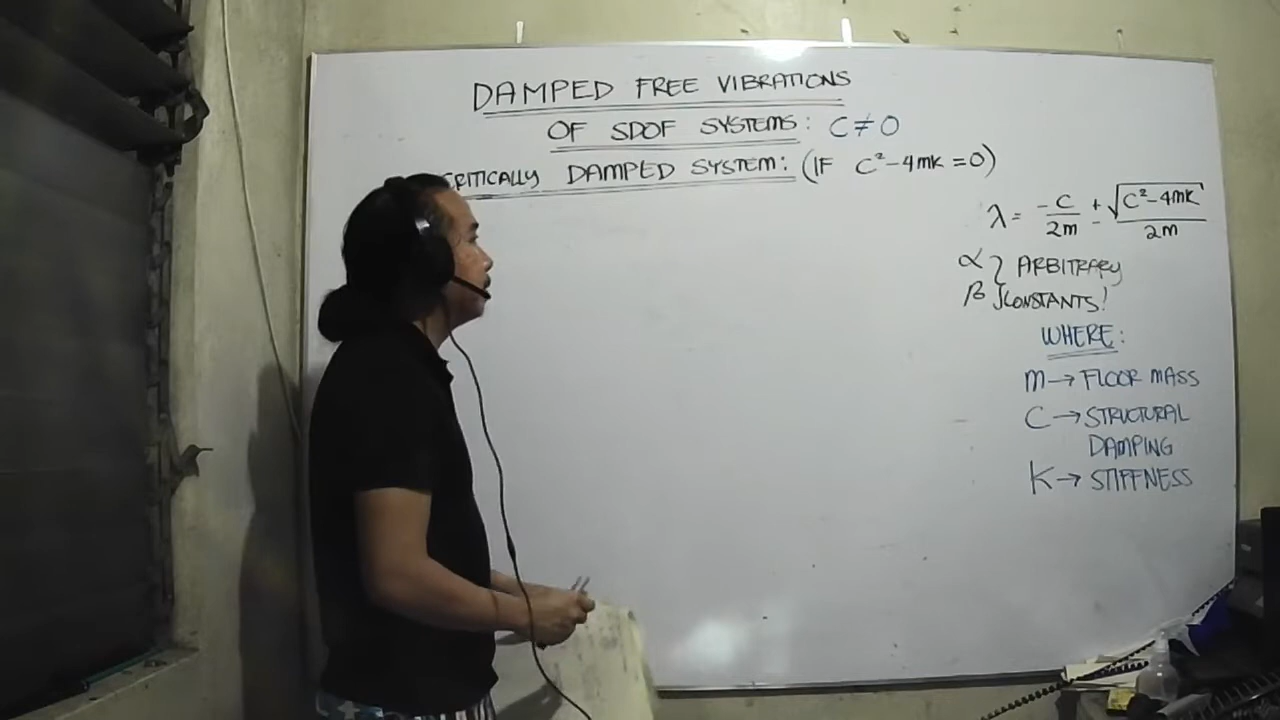 DAMPED FREE VIBRATIONS
OF SDOF SYSTEMS: C≠0
CRITICALLY DAMPED SYSTEM: (IF C²-4mK=0)
λ = -C/2m ± √(C²-4mK)/2m
α } ARBITRARY
β } CONSTANTS!
WHERE:
m → FLOOR MASS
C → STRUCTURAL
DAMPING
K → STIFFNESS